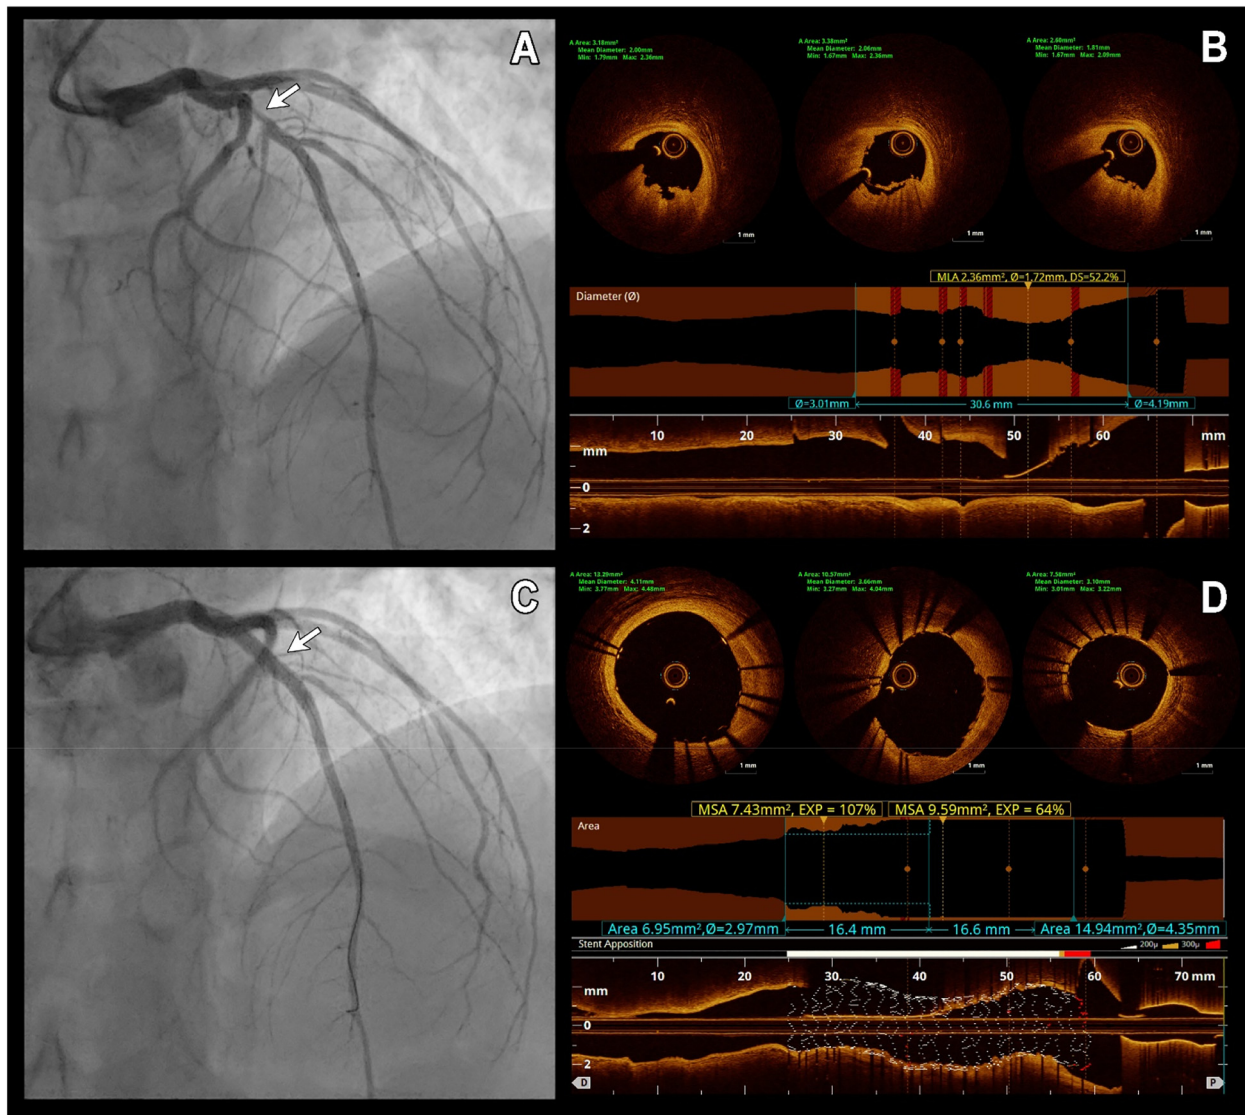 A
B
A Area: 3.18mm²
Mean Diameter: 2.00mm
Min: 1.79mm Max: 2.36mm
A Area: 3.38mm²
Mean Diameter: 2.06mm
Min: 1.67mm Max: 2.36mm
A Area: 2.60mm²
Mean Diameter: 1.81mm
Min: 1.67mm Max: 2.09mm
1 mm
1 mm
1 mm
MLA 2.36mm², Ø=1.72mm, DS=52.2%
Diameter (Ø)
Ø=3.01mm
30.6 mm
Ø=4.19mm
10 20 30 40 50 60 mm
mm
0
2
C
D
A Area: 13.29mm²
Mean Diameter: 4.11mm
Min: 3.77mm Max: 4.48mm
A Area: 10.57mm²
Mean Diameter: 3.66mm
Min: 3.27mm Max: 4.04mm
A Area: 7.58mm²
Mean Diameter: 3.10mm
Min: 3.01mm Max: 3.22mm
1 mm
1 mm
1 mm
MSA 7.43mm², EXP = 107%
MSA 9.59mm², EXP = 64%
Area
Area 6.95mm²,Ø=2.97mm
16.4 mm
16.6 mm
Area 14.94mm²,Ø=4.35mm
Stent Apposition
200µ
300µ
10 20 30 40 50 60 70 mm
mm
0
2
D
P